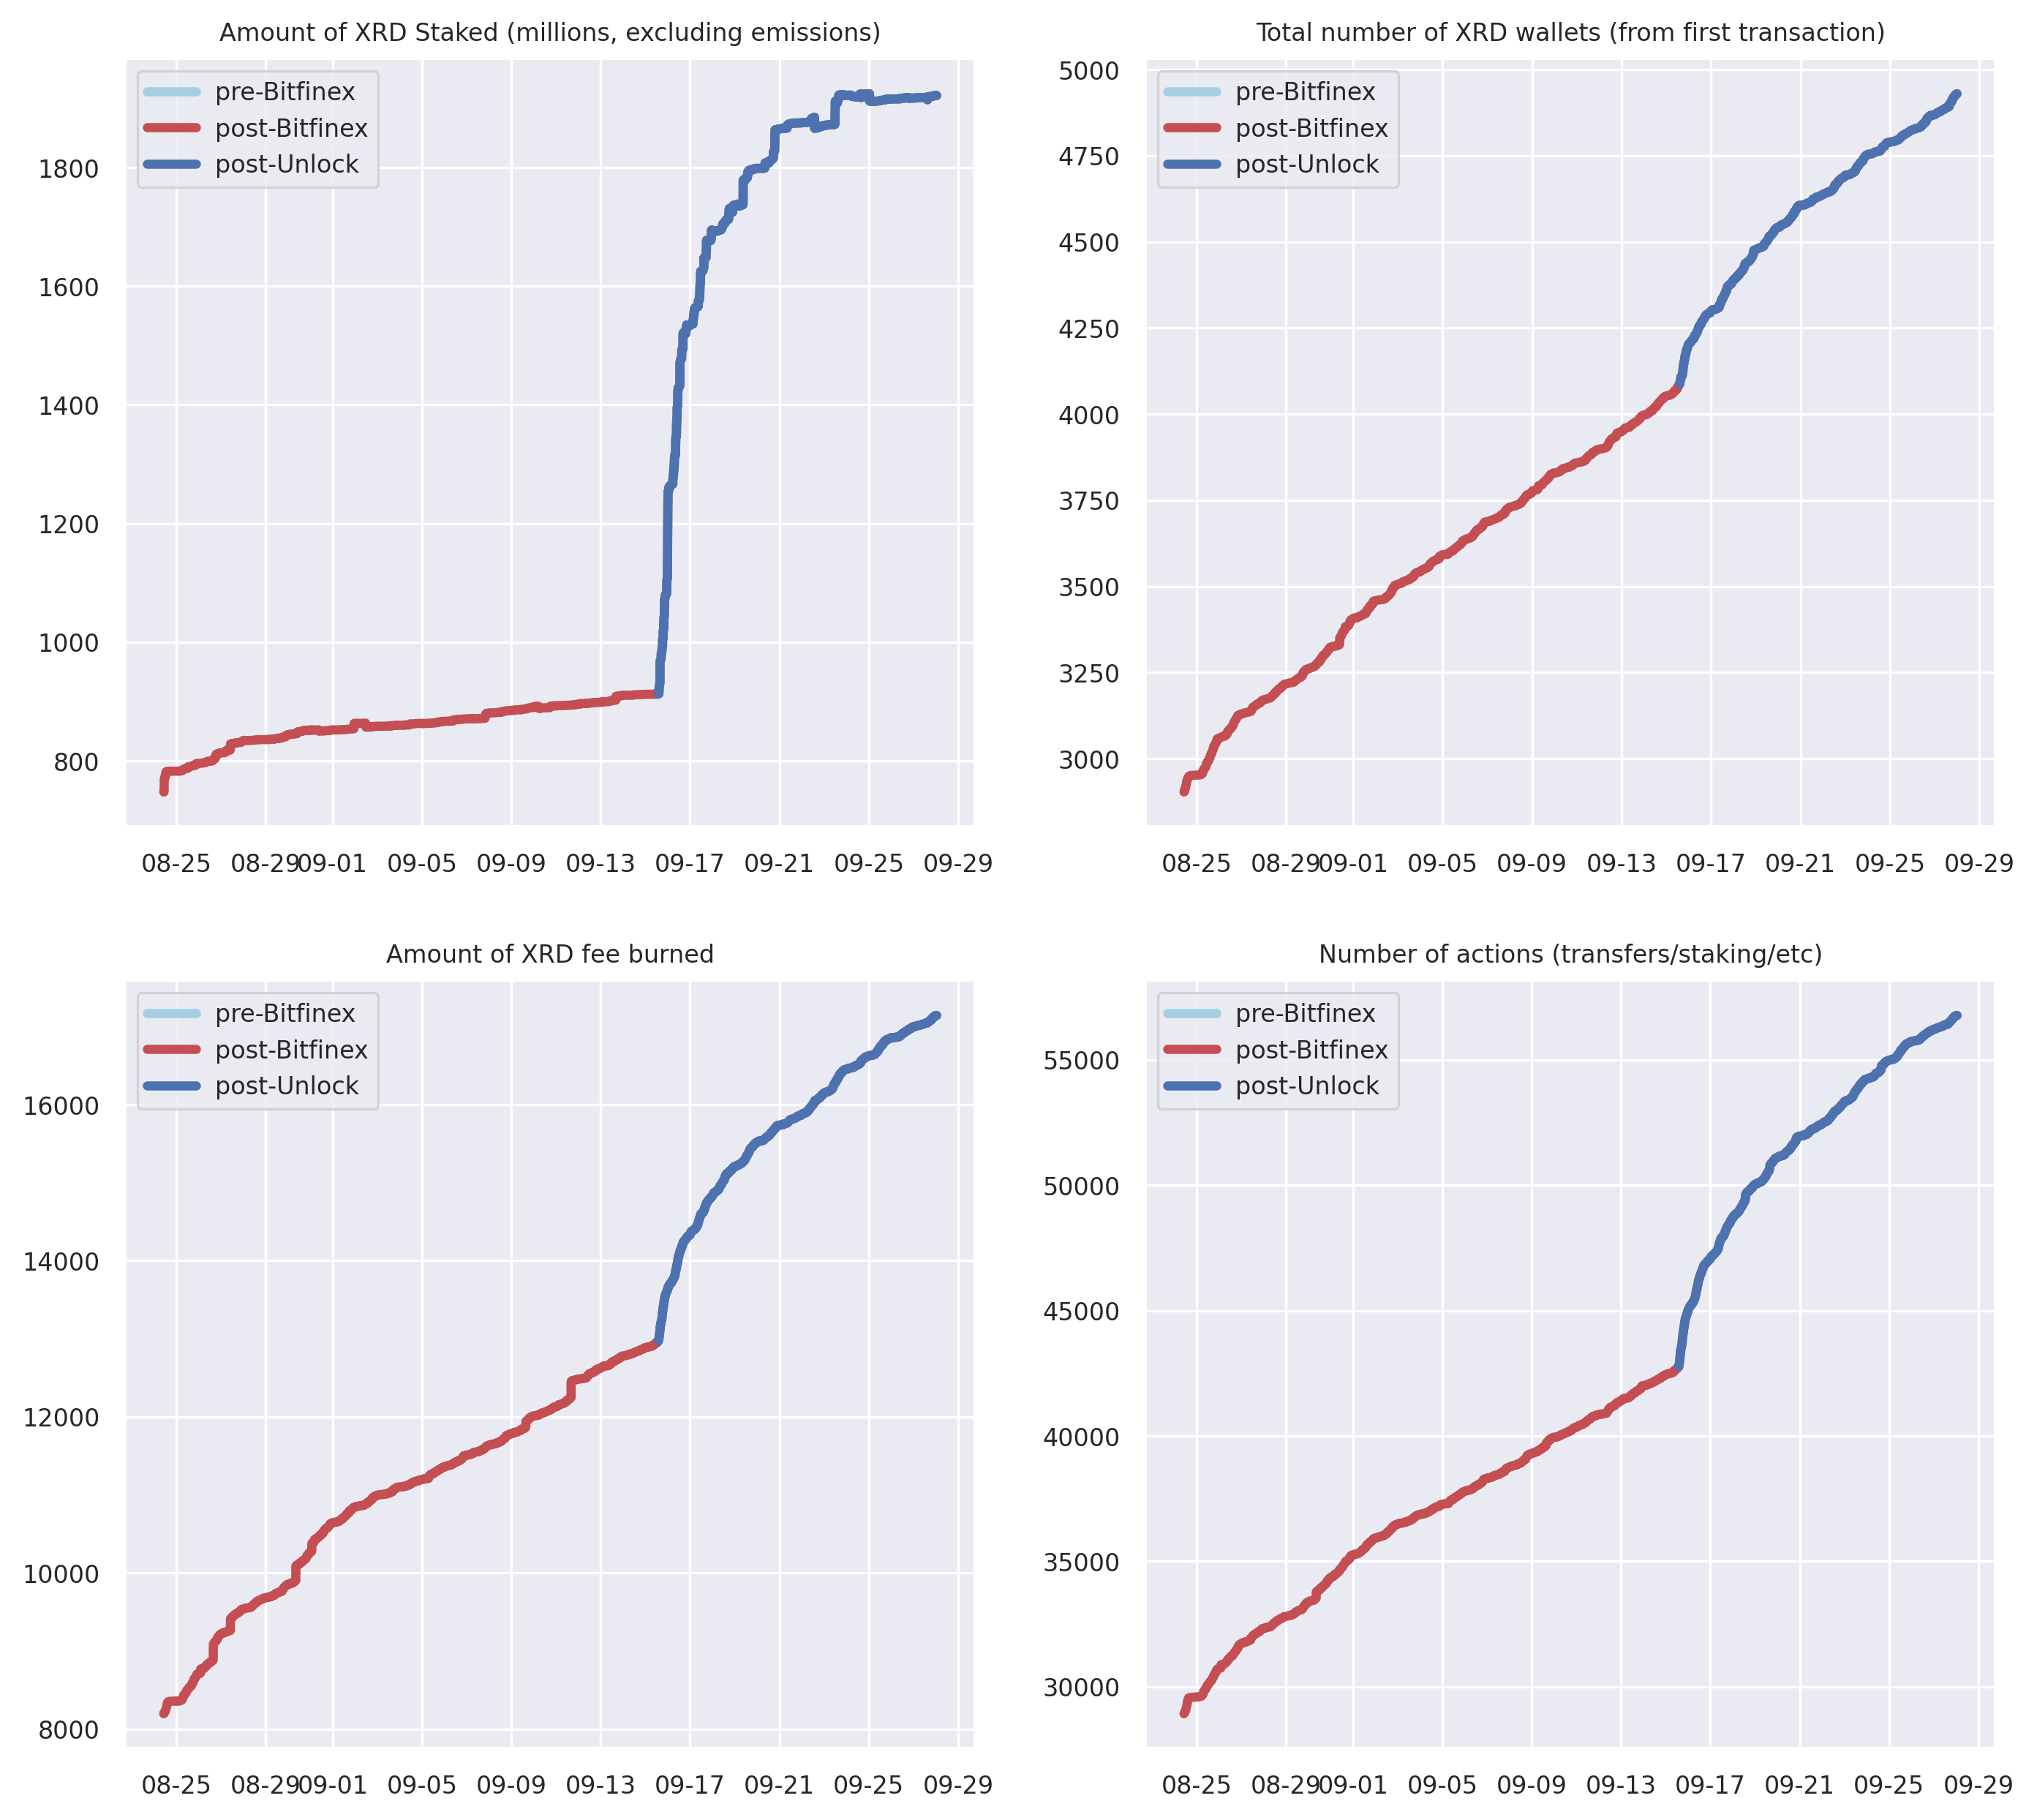 Amount of XRD Staked (millions, excluding emissions)
pre-Bitfinex
post-Bitfinex
post-Unlock
1800
1600
1400
1200
1000
800
08-25 08-29 09-01 09-05 09-09 09-13 09-17 09-21 09-25 09-29
Total number of XRD wallets (from first transaction)
pre-Bitfinex
post-Bitfinex
post-Unlock
5000
4750
4500
4250
4000
3750
3500
3250
3000
08-25 08-29 09-01 09-05 09-09 09-13 09-17 09-21 09-25 09-29
Amount of XRD fee burned
pre-Bitfinex
post-Bitfinex
post-Unlock
16000
14000
12000
10000
8000
08-25 08-29 09-01 09-05 09-09 09-13 09-17 09-21 09-25 09-29
Number of actions (transfers/staking/etc)
pre-Bitfinex
post-Bitfinex
post-Unlock
55000
50000
45000
40000
35000
30000
08-25 08-29 09-01 09-05 09-09 09-13 09-17 09-21 09-25 09-29